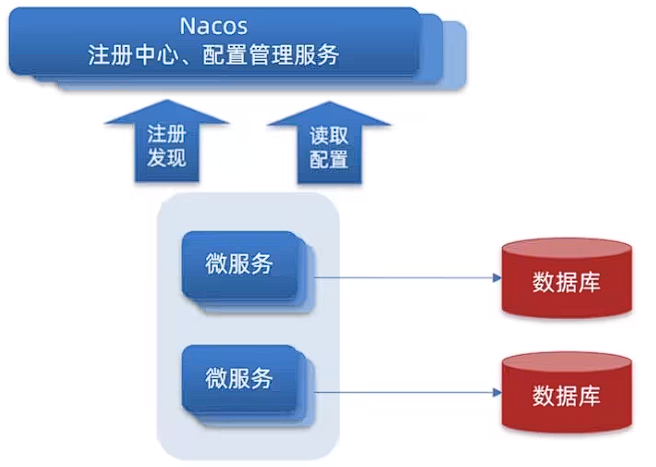 Nacos
注册中心、配置管理服务
注册
发现
读取
配置
微服务
数据库
微服务
数据库